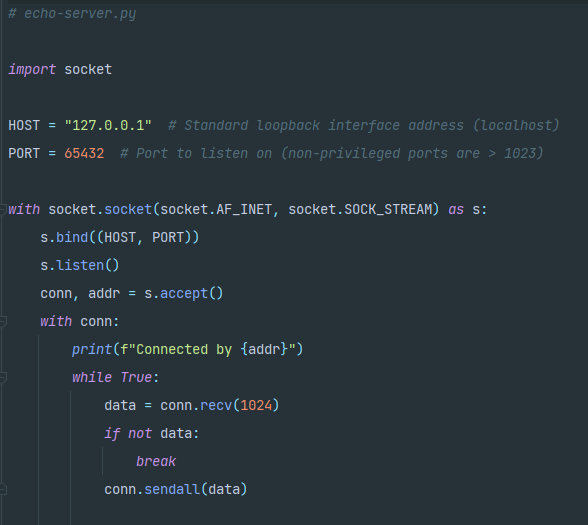 # echo-server.py
import socket
HOST = "127.0.0.1"  # Standard loopback interface address (localhost)
PORT = 65432  # Port to listen on (non-privileged ports are > 1023)
with socket.socket(socket.AF_INET, socket.SOCK_STREAM) as s:
    s.bind((HOST, PORT))
    s.listen()
    conn, addr = s.accept()
    with conn:
        print(f"Connected by {addr}")
        while True:
            data = conn.recv(1024)
            if not data:
                break
            conn.sendall(data)